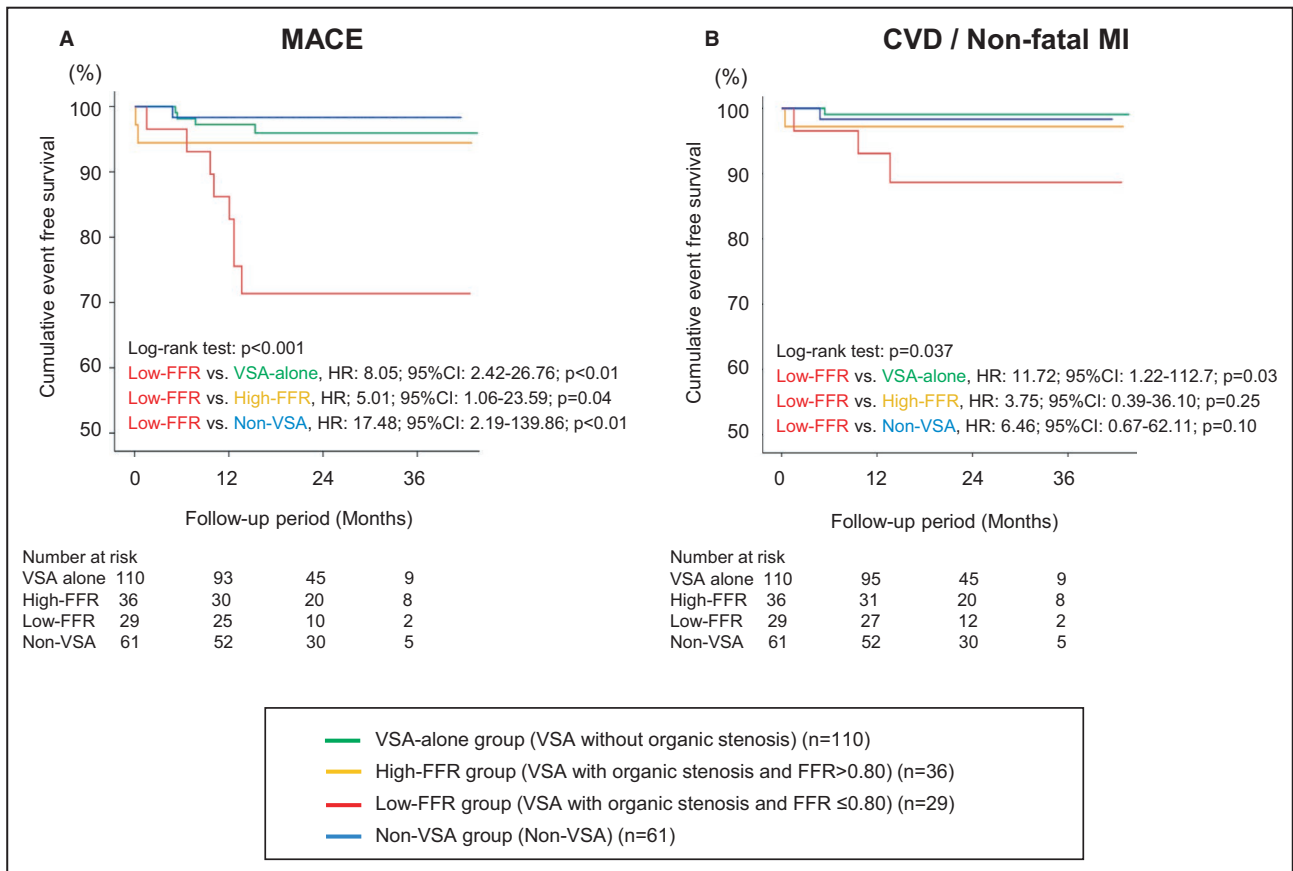 A
MACE
(%)
100
90
80
70
60
50
Cumulative event free survival
Log-rank test: p<0.001
Low-FFR vs. VSA-alone, HR: 8.05; 95%CI: 2.42-26.76; p<0.01
Low-FFR vs. High-FFR, HR; 5.01; 95%CI: 1.06-23.59; p=0.04
Low-FFR vs. Non-VSA, HR: 17.48; 95%CI: 2.19-139.86; p<0.01
0 12 24 36
Follow-up period (Months)
Number at risk
VSA alone 110 93 45 9
High-FFR 36 30 20 8
Low-FFR 29 25 10 2
Non-VSA 61 52 30 5
B
CVD / Non-fatal MI
(%)
100
90
80
70
60
50
Cumulative event free survival
Log-rank test: p=0.037
Low-FFR vs. VSA-alone, HR: 11.72; 95%CI: 1.22-112.7; p=0.03
Low-FFR vs. High-FFR, HR; 3.75; 95%CI: 0.39-36.10; p=0.25
Low-FFR vs. Non-VSA, HR: 6.46; 95%CI: 0.67-62.11; p=0.10
0 12 24 36
Follow-up period (Months)
Number at risk
VSA alone 110 95 45 9
High-FFR 36 31 20 8
Low-FFR 29 27 12 2
Non-VSA 61 52 30 5
VSA-alone group (VSA without organic stenosis) (n=110)
High-FFR group (VSA with organic stenosis and FFR>0.80) (n=36)
Low-FFR group (VSA with organic stenosis and FFR ≤0.80) (n=29)
Non-VSA group (Non-VSA) (n=61)